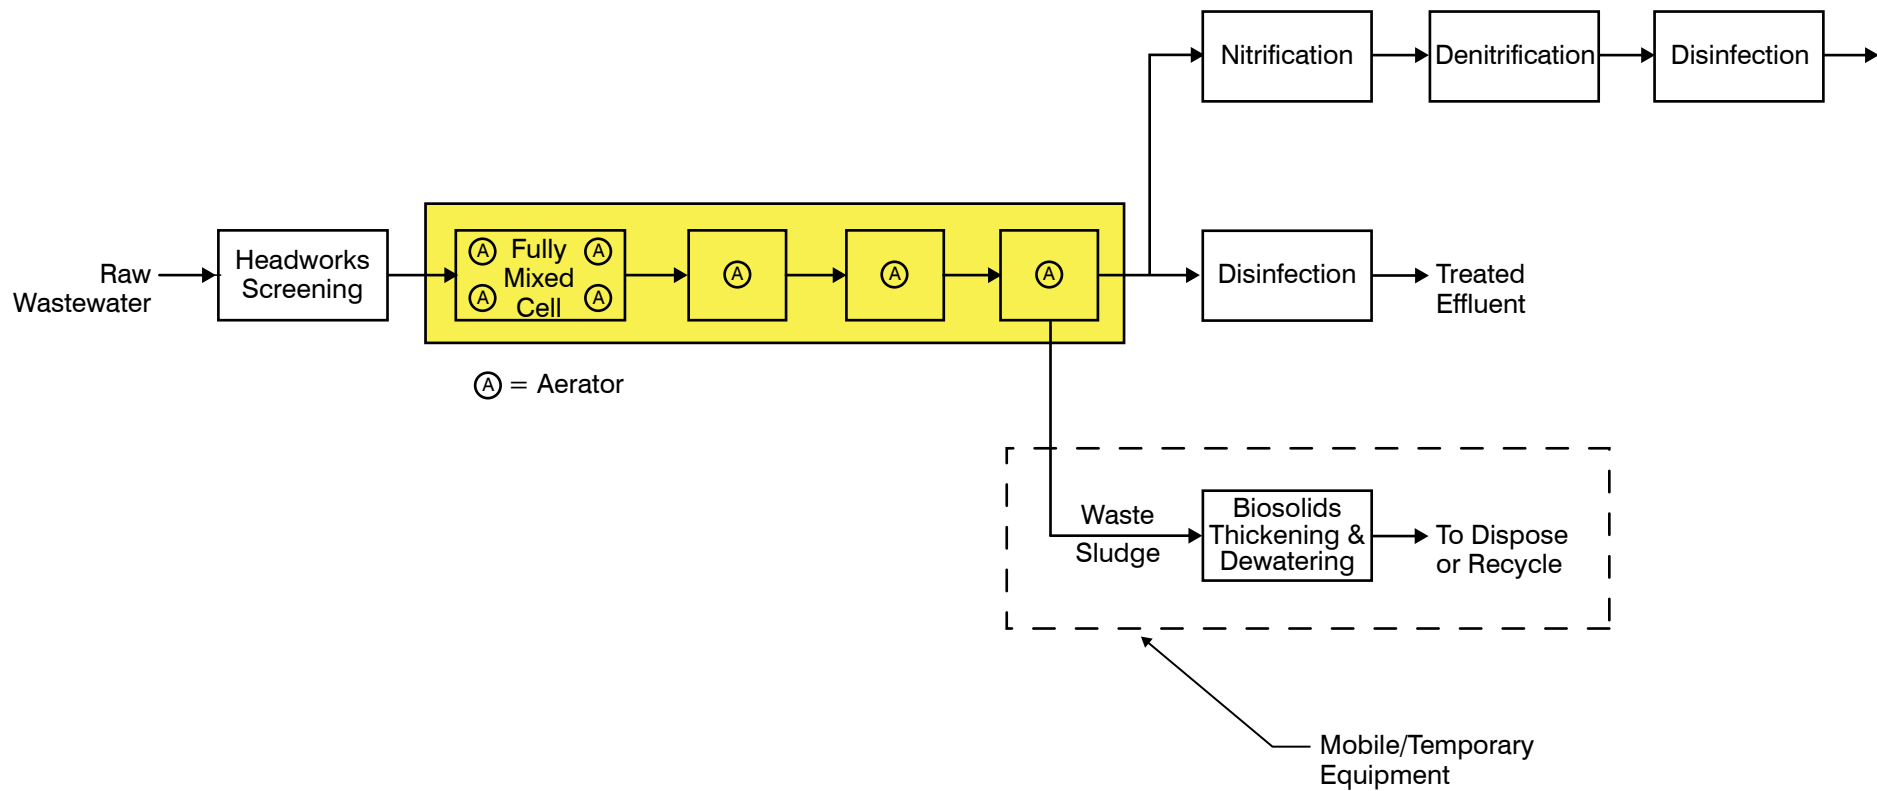 Nitrification
Denitrification
Disinfection
Raw
Wastewater
Headworks
Screening
A
A
Fully
Mixed
Cell
A
A
A
A
A
Disinfection
Treated
Effluent
A = Aerator
Waste
Sludge
Biosolids
Thickening &
Dewatering
To Dispose
or Recycle
Mobile/Temporary
Equipment